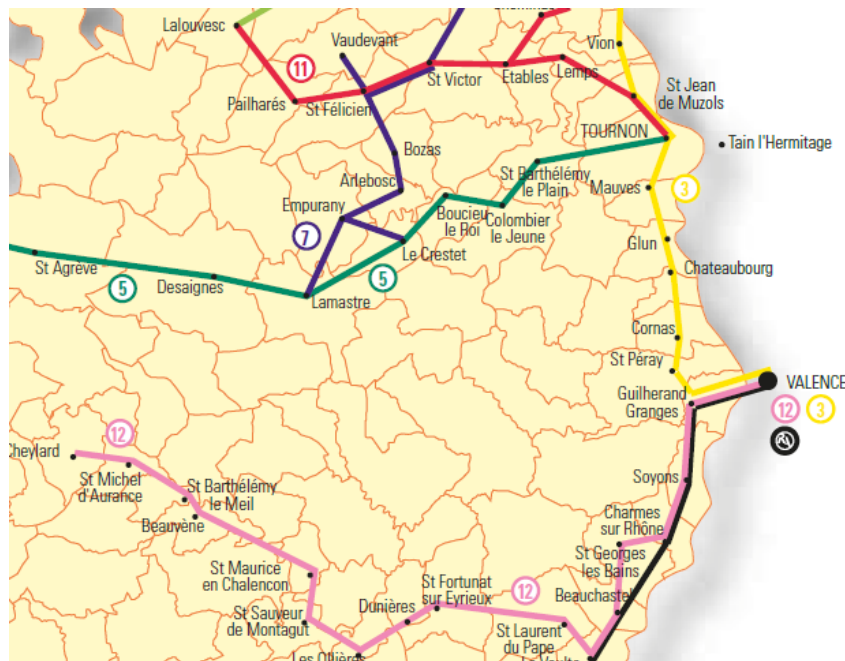 Lalouvesc
Vaudevant
Vion
11
St Victor
Etables
Lemps
St Jean
de Muzols
Pailharés
St Félicien
TOURNON
Tain l'Hermitage
Bozas
St Barthélémy
le Plain
Mauves
3
Arlebosc
Empurany
Boucieu
le Roi
Colombier
le Jeune
7
Le Crestet
Glun
St Agrève
5
Desaignes
5
Lamastre
Chateaubourg
Cornas
St Péray
VALENCE
Guilherand
Granges
12
3
12
Cheylard
St Michel
d'Aurance
St Barthélémy
le Meil
Beauvène
Soyons
Charmes
sur Rhône
St Georges
les Bains
St Maurice
en Chalencon
St Fortunat
sur Eyrieux
12
Beauchastel
Dunières
St Sauveur
de Montagut
St Laurent
du Pape
Les Ollières